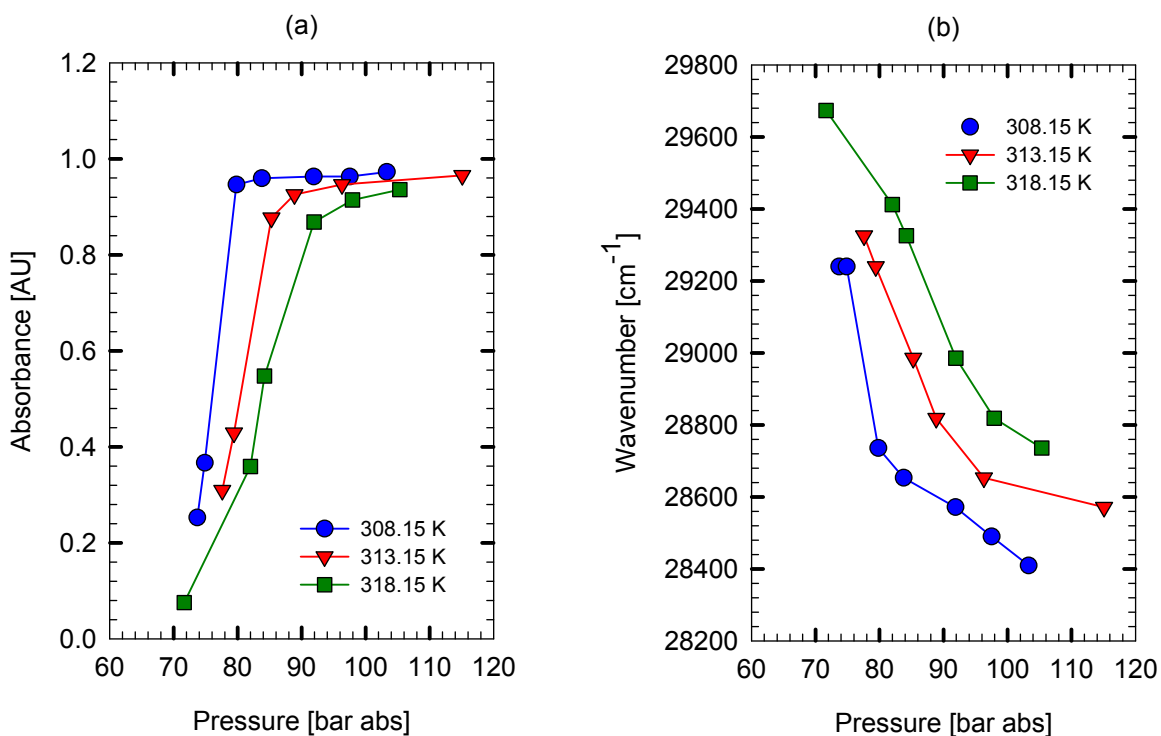 (a)
Absorbance [AU]
1.2
1.0
0.8
0.6
0.4
0.2
0.0
308.15 K
313.15 K
318.15 K
60 70 80 90 100 110 120
Pressure [bar abs]
(b)
Wavenumber [cm⁻¹]
29800
29600
29400
29200
29000
28800
28600
28400
28200
308.15 K
313.15 K
318.15 K
60 70 80 90 100 110 120
Pressure [bar abs]